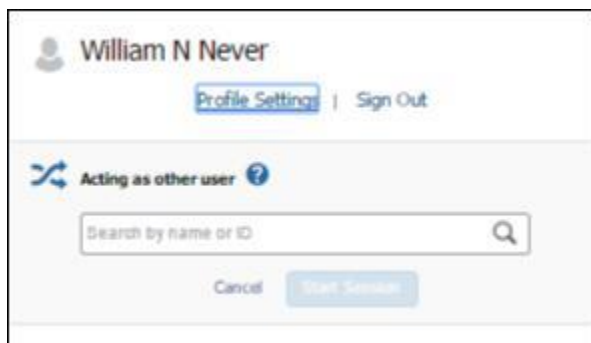 William N Never
Profile Settings | Sign Out
Acting as other user ?
Search by name or ID
Cancel Start Session